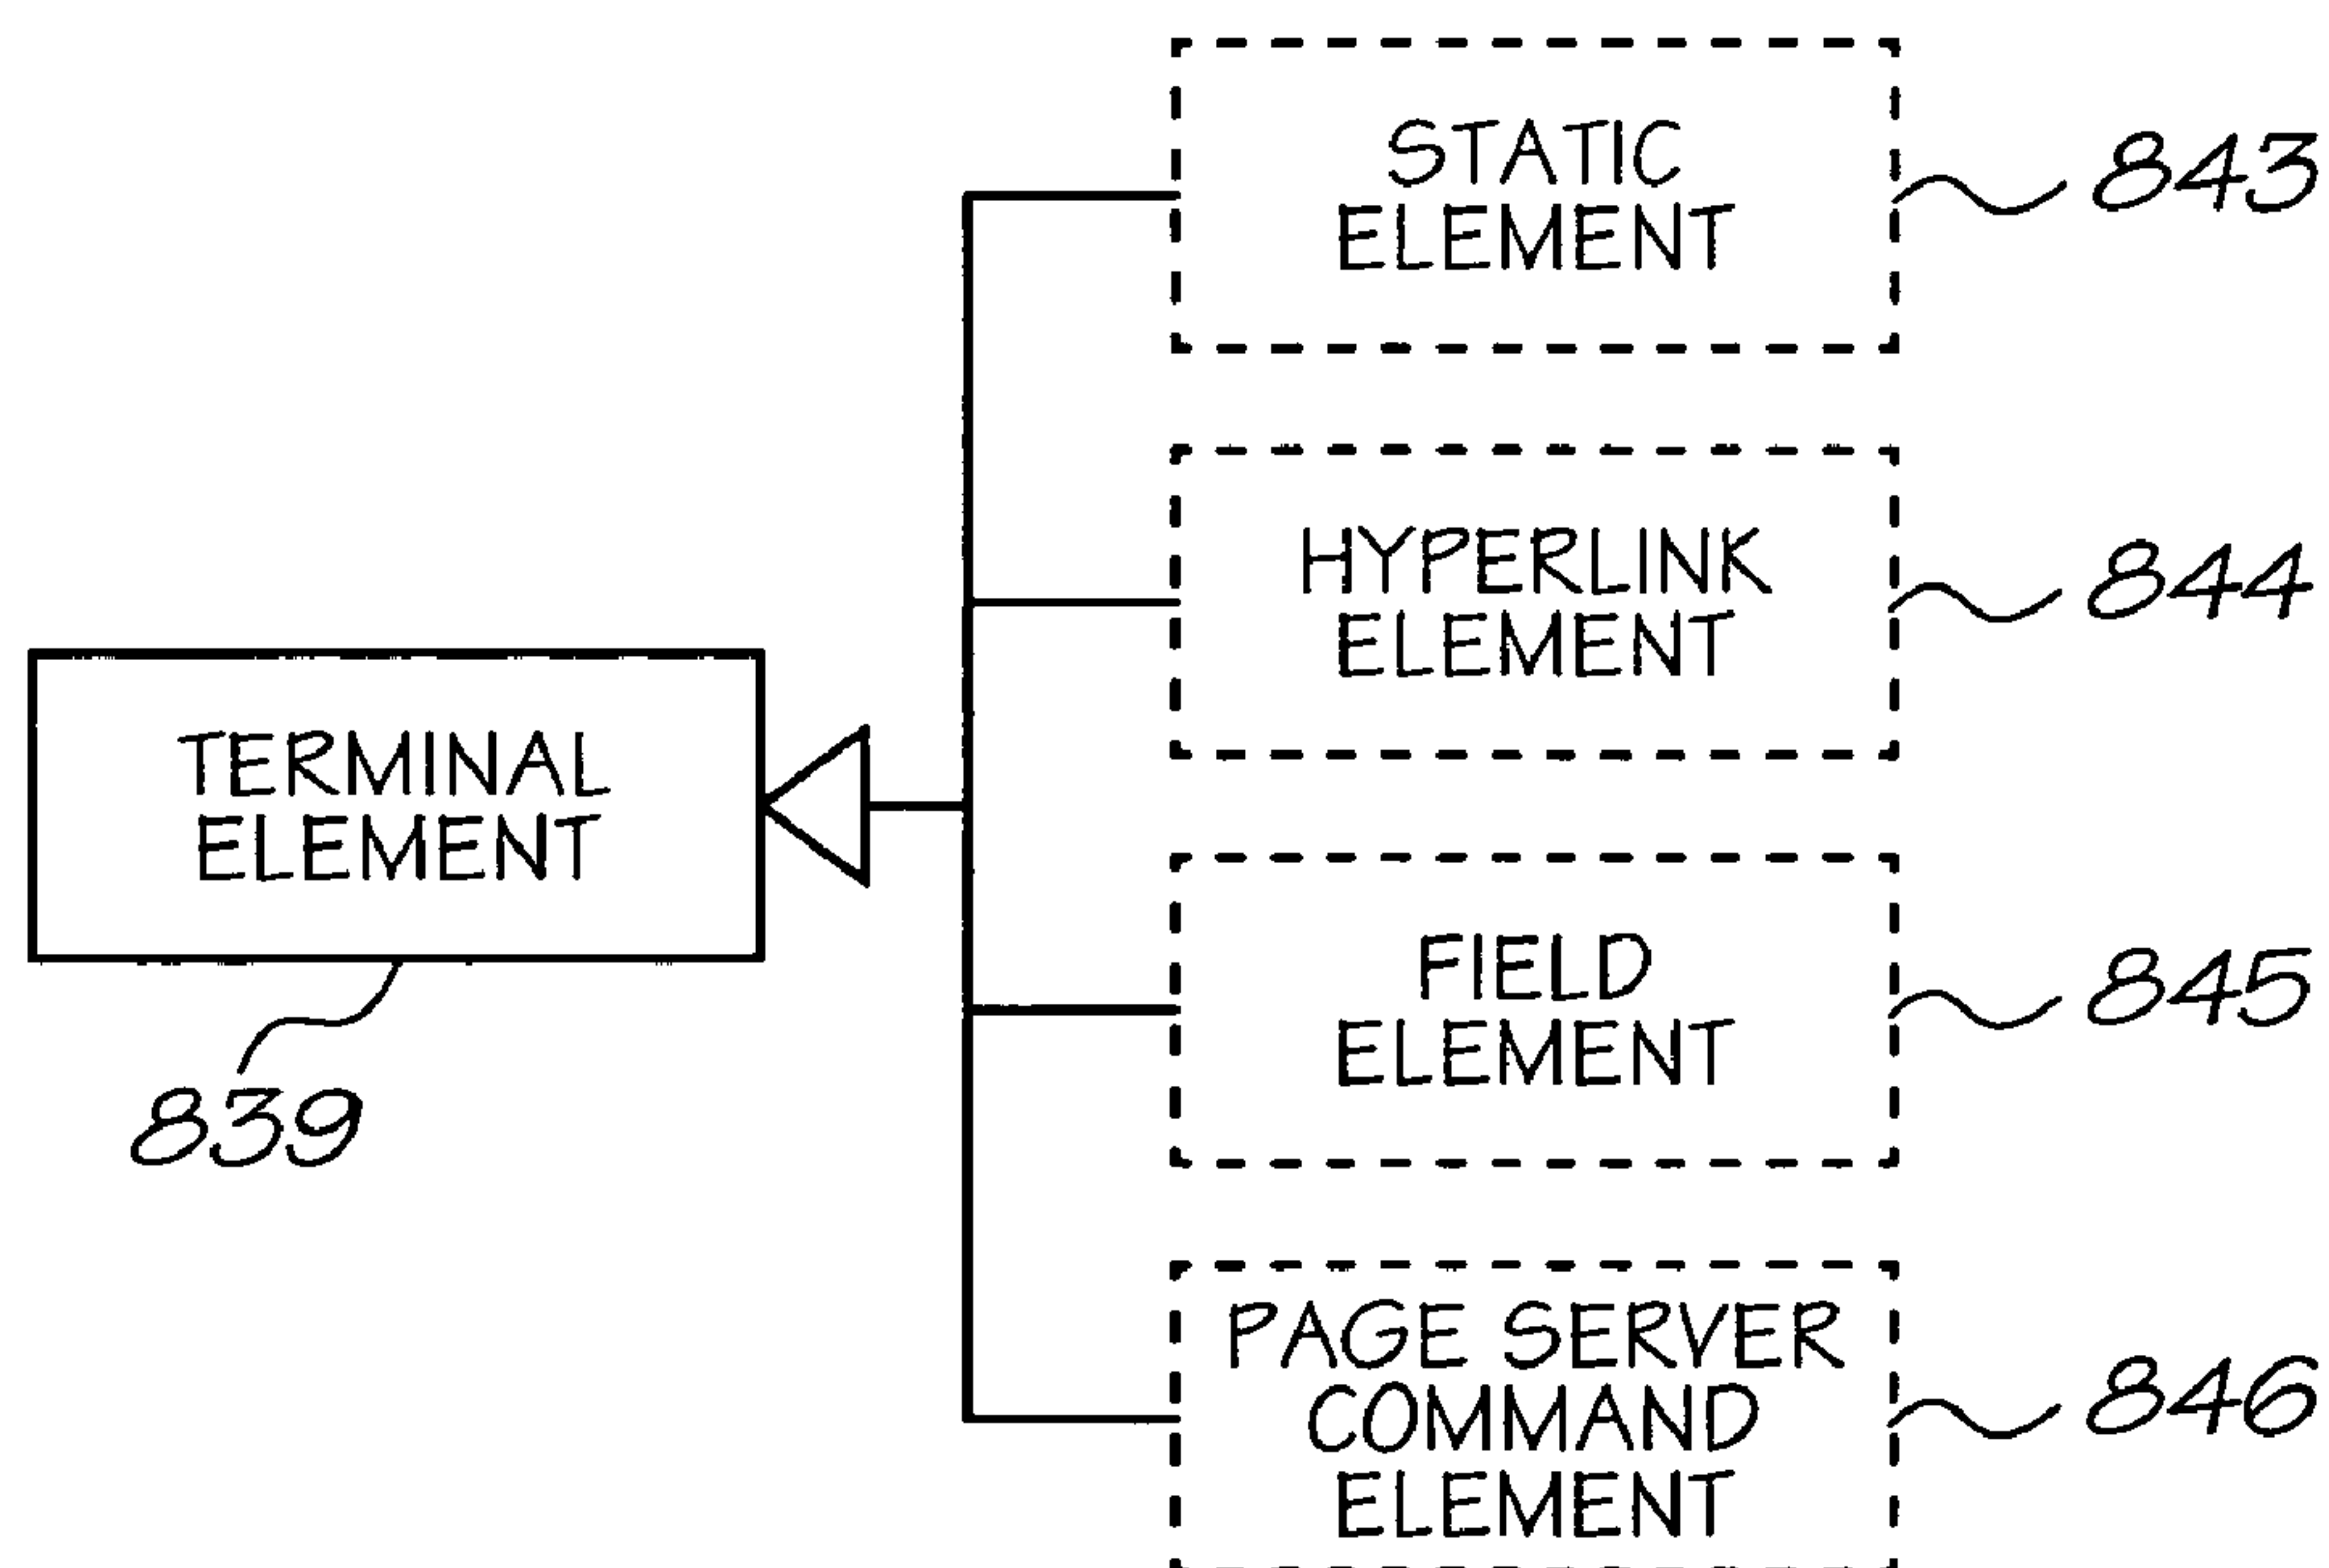 STATIC
ELEMENT
843
HYPERLINK
ELEMENT
844
TERMINAL
ELEMENT
839
FIELD
ELEMENT
845
PAGE SERVER
COMMAND
ELEMENT
846